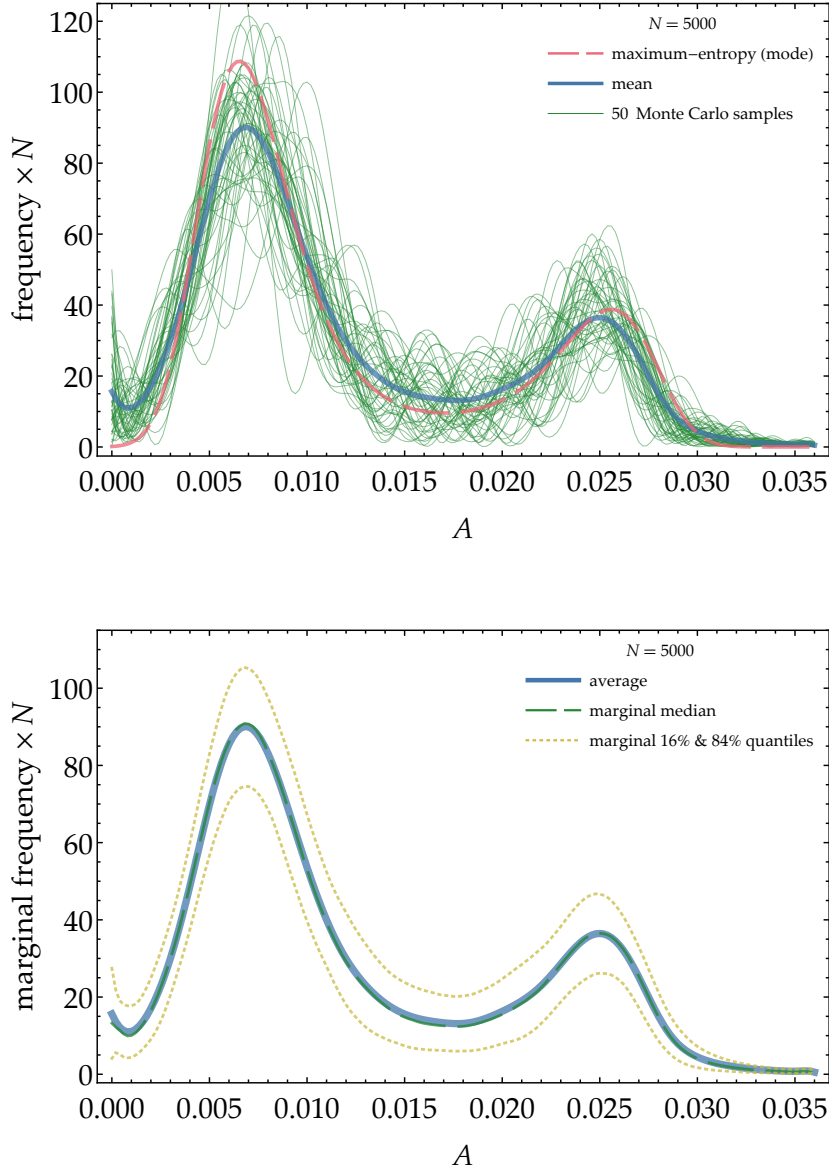 N = 5000
maximum−entropy (mode)
mean
50 Monte Carlo samples
frequency × N
120
100
80
60
40
20
0
0.000 0.005 0.010 0.015 0.020 0.025 0.030 0.035
A
N = 5000
average
marginal median
marginal 16% & 84% quantiles
marginal frequency × N
100
80
60
40
20
0
0.000 0.005 0.010 0.015 0.020 0.025 0.030 0.035
A